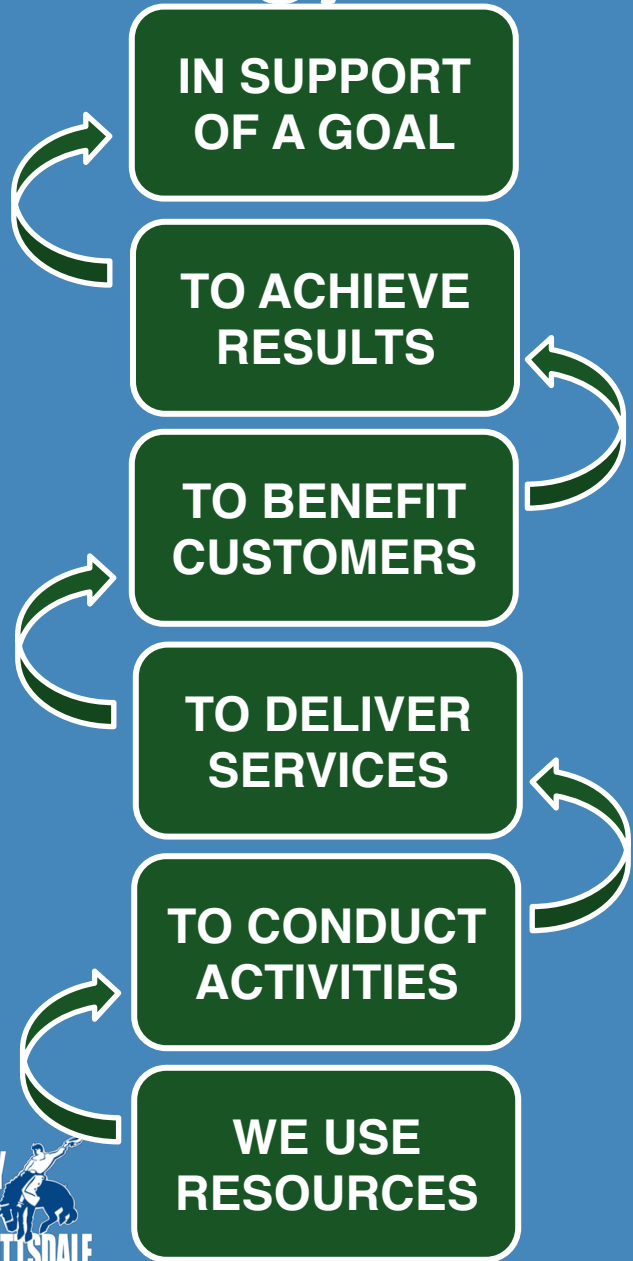 IN SUPPORT
OF A GOAL
TO ACHIEVE
RESULTS
TO BENEFIT
CUSTOMERS
TO DELIVER
SERVICES
TO CONDUCT
ACTIVITIES
WE USE
RESOURCES